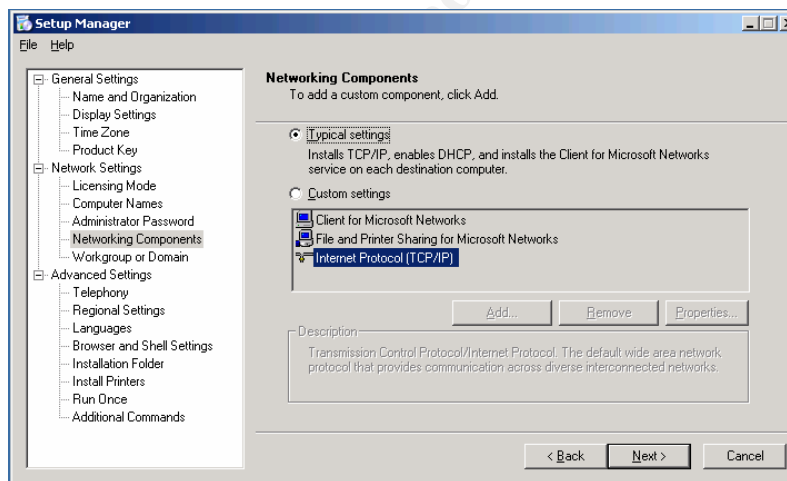 Setup Manager
File Help
General Settings
Name and Organization
Display Settings
Time Zone
Product Key
Network Settings
Licensing Mode
Computer Names
Administrator Password
Networking Components
Workgroup or Domain
Advanced Settings
Telephony
Regional Settings
Languages
Browser and Shell Settings
Installation Folder
Install Printers
Run Once
Additional Commands
Networking Components
To add a custom component, click Add.
Typical settings
Installs TCP/IP, enables DHCP, and installs the Client for Microsoft Networks
service on each destination computer.
Custom settings
Client for Microsoft Networks
File and Printer Sharing for Microsoft Networks
Internet Protocol (TCP/IP)
Add... Remove Properties...
Description
Transmission Control Protocol/Internet Protocol. The default wide area network
protocol that provides communication across diverse interconnected networks.
< Back Next > Cancel